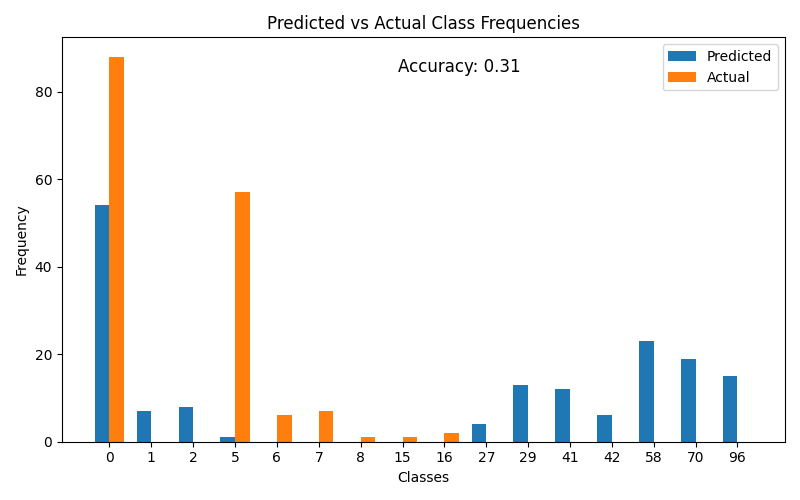 Predicted vs Actual Class Frequencies
Accuracy: 0.31
Predicted
Actual
80
60
40
20
0
Frequency
0 1 2 5 6 7 8 15 16 27 29 41 42 58 70 96
Classes